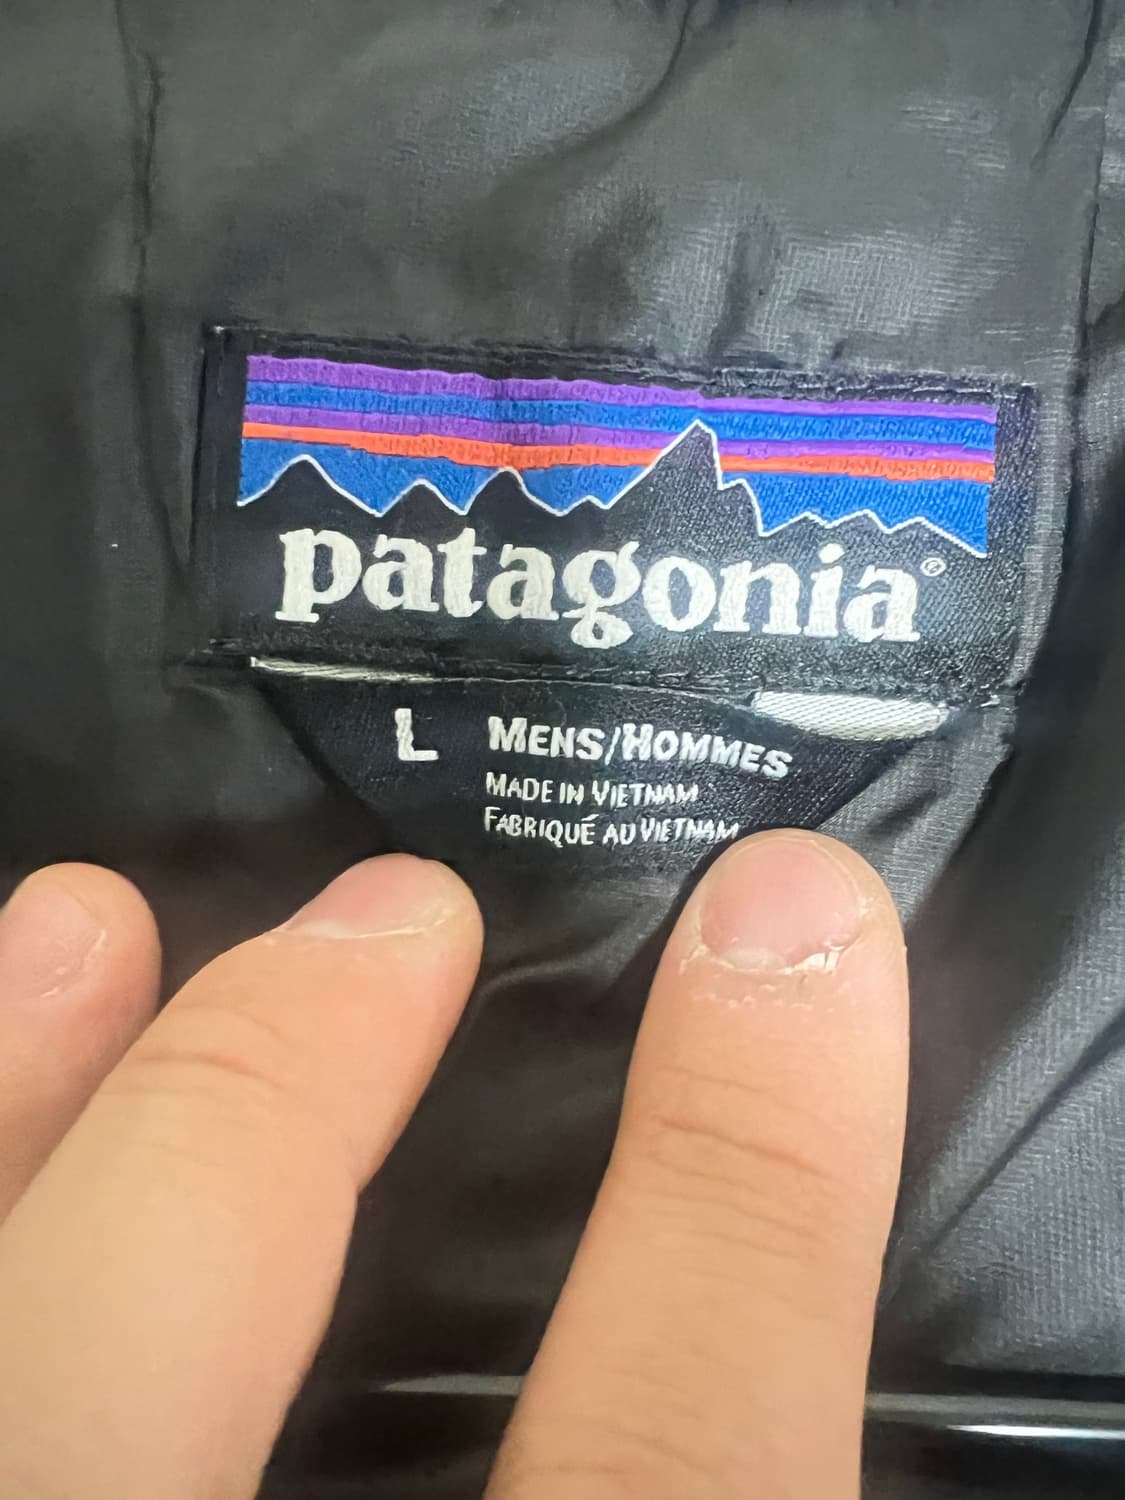 patagonia®
L MENS/HOMMES
MADE IN VIETNAM
FABRIQUÉ AU VIETNAM